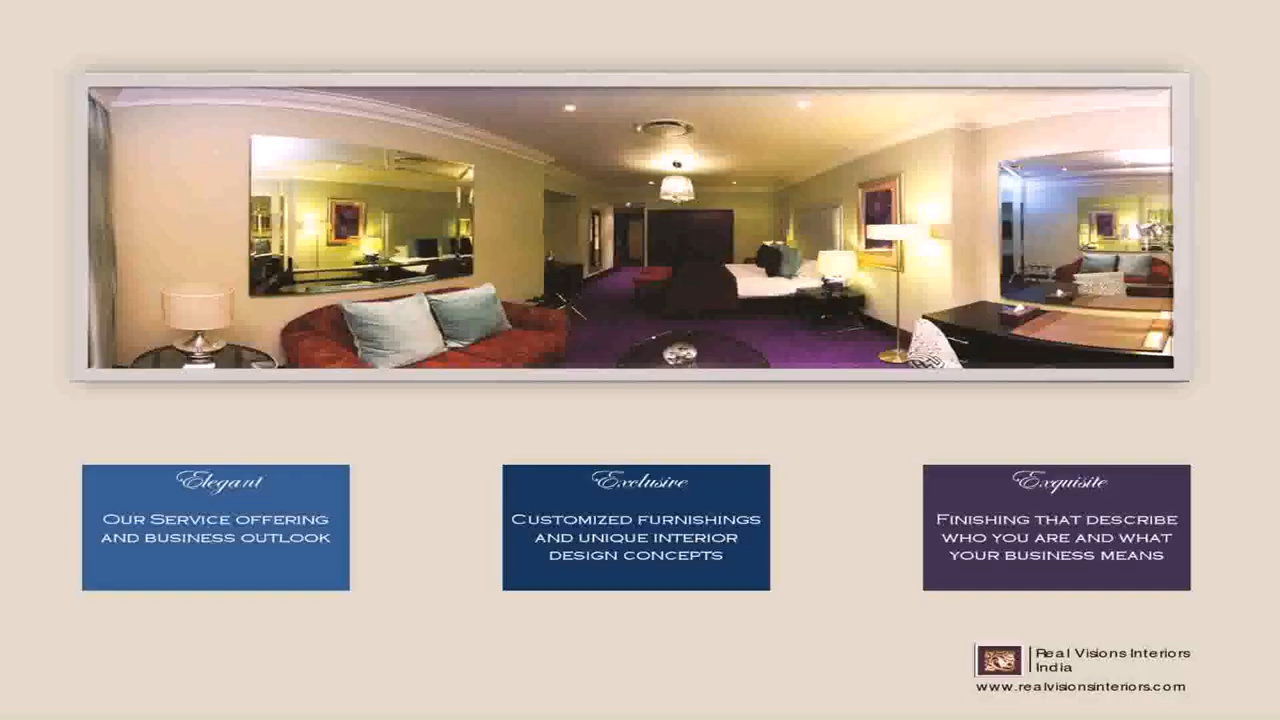 Elegant
Our Service offering
and business outlook
Exclusive
Customized furnishings
and unique interior
design concepts
Exquisite
Finishing that describe
who you are and what
your business means
Real Visions Interiors
India
www.realvisionsinteriors.com